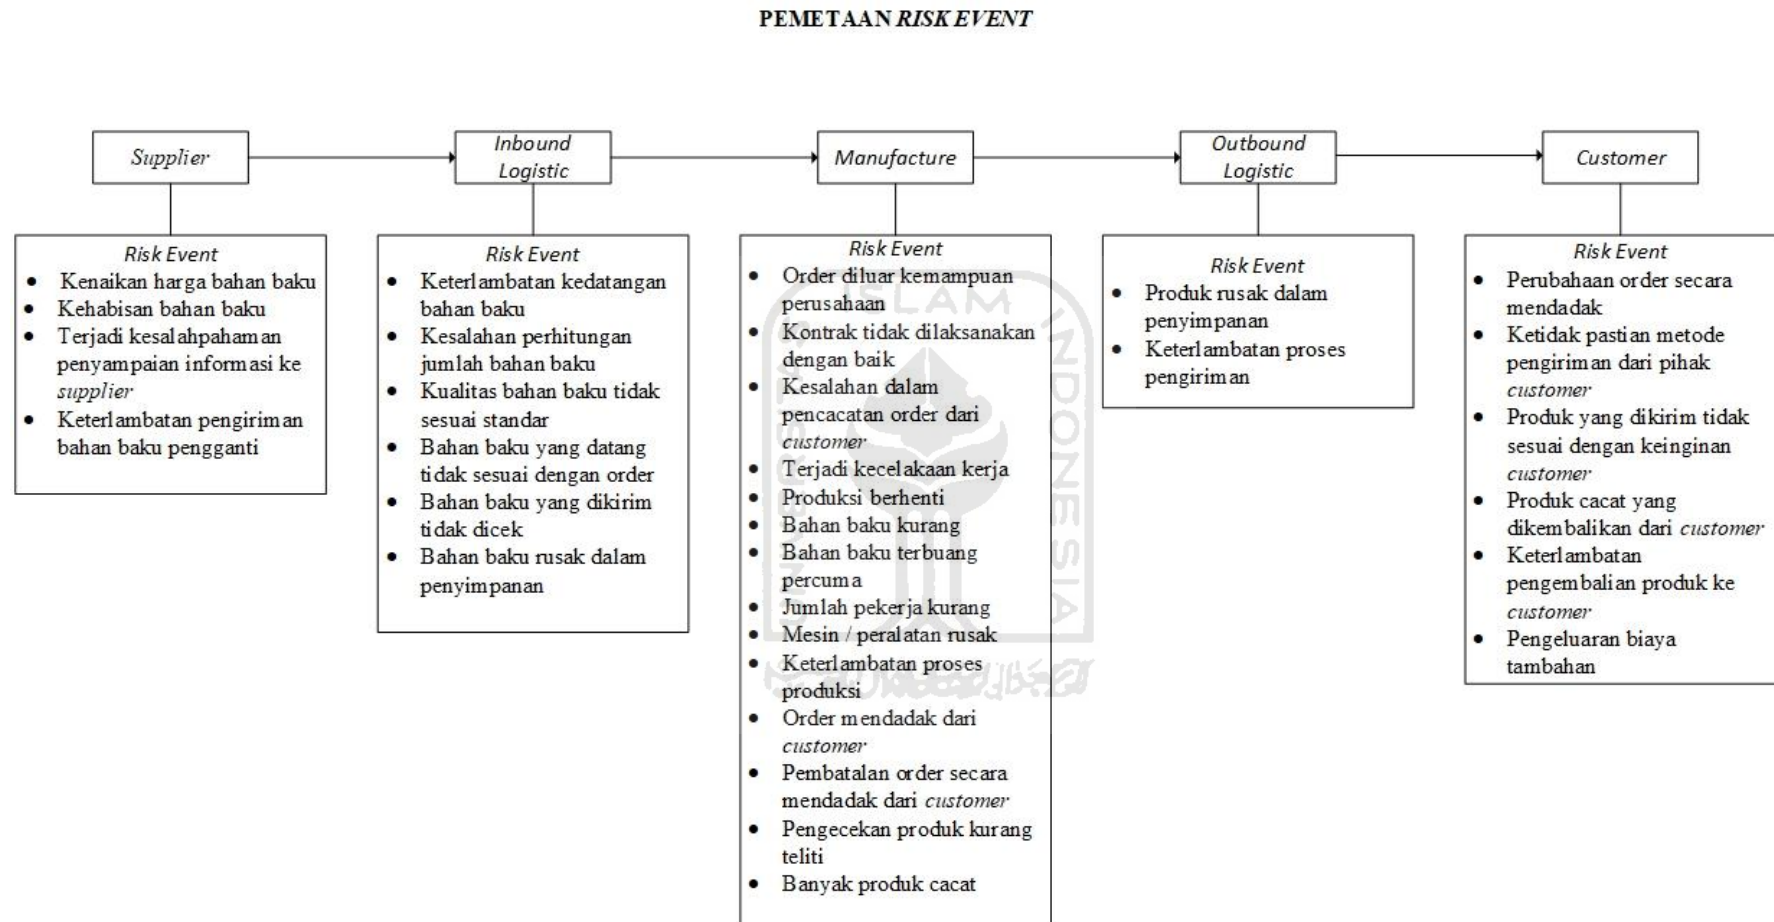 PEMETAAN RISK EVENT
Supplier
Inbound
Logistic
Manufacture
Outbound
Logistic
Customer
Risk Event
• Kenaikan harga bahan baku
• Kehabisan bahan baku
• Terjadi kesalahpahaman
penyampaian informasi ke
supplier
• Keterlambatan pengiriman
bahan baku pengganti
Risk Event
• Keterlambatan kedatangan
bahan baku
• Kesalahan perhitungan
jumlah bahan baku
• Kualitas bahan baku tidak
sesuai standar
• Bahan baku yang datang
tidak sesuai dengan order
• Bahan baku yang dikirim
tidak dicek
• Bahan baku rusak dalam
penyimpanan
Risk Event
• Order diluar kemampuan
perusahaan
• Kontrak tidak dilaksanakan
dengan baik
• Kesalahan dalam
pencacatan order dari
customer
• Terjadi kecelakaan kerja
• Produksi berhenti
• Bahan baku kurang
• Bahan baku terbuang
percuma
• Jumlah pekerja kurang
• Mesin / peralatan rusak
• Keterlambatan proses
produksi
• Order mendadak dari
customer
• Pembatalan order secara
mendadak dari customer
• Pengecekan produk kurang
teliti
• Banyak produk cacat
Risk Event
• Produk rusak dalam
penyimpanan
• Keterlambatan proses
pengiriman
Risk Event
• Perubahaan order secara
mendadak
• Ketidak pastian metode
pengiriman dari pihak
customer
• Produk yang dikirim tidak
sesuai dengan keinginan
customer
• Produk cacat yang
dikembalikan dari customer
• Keterlambatan
pengembalian produk ke
customer
• Pengeluaran biaya
tambahan
UNIVERSITAS
ISLAM
INDONESIA